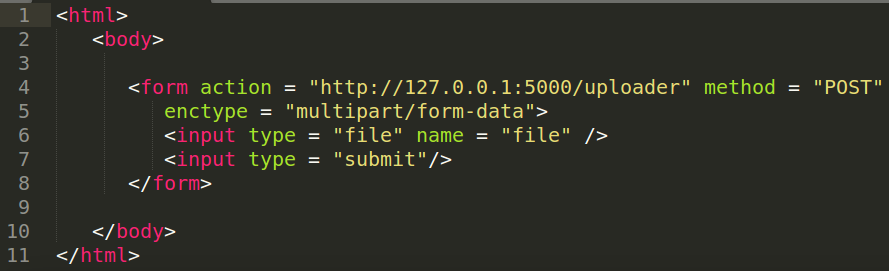 1 <html>
2 <body>
3
4 <form action = "http://127.0.0.1:5000/uploader" method = "POST"
5 enctype = "multipart/form-data">
6 <input type = "file" name = "file" />
7 <input type = "submit"/>
8 </form>
9
10 </body>
11 </html>